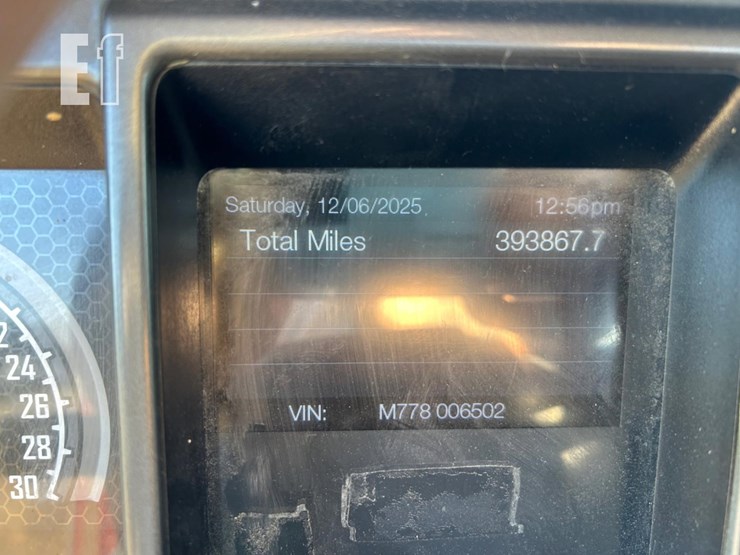 Ef
Saturday, 12/06/2025 12:56pm
Total Miles 393867.7
24
26
28
30
VIN: M778 006502